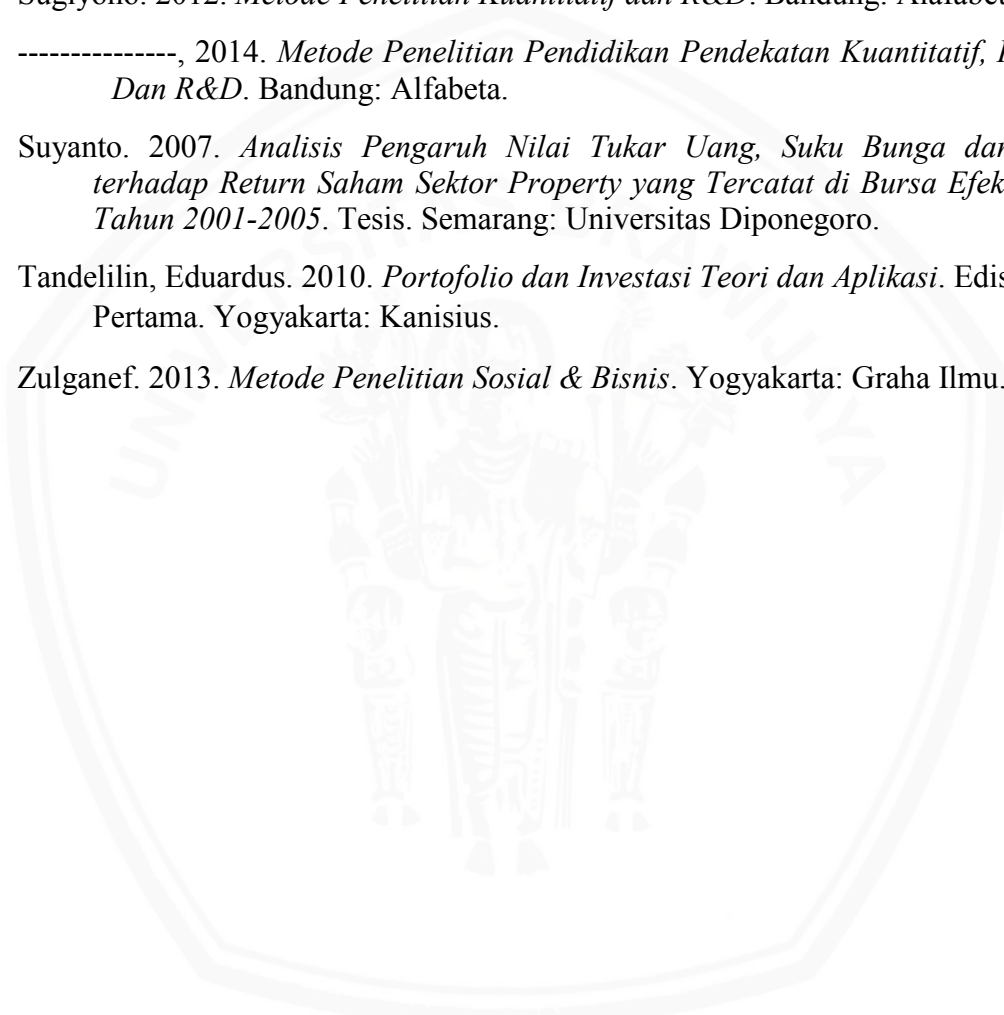 Sugiyono. 2012. Metode Penelitian Kuantitatif dan R&D. Bandung:
---------------, 2014. Metode Penelitian Pendidikan Pendekatan Kuantitatif,
Dan R&D. Bandung: Alfabeta.
Suyanto. 2007. Analisis Pengaruh Nilai Tukar Uang, Suku Bunga dan
terhadap Return Saham Sektor Property yang Tercatat di Bursa Efek
Tahun 2001-2005. Tesis. Semarang: Universitas Diponegoro.
Tandelilin, Eduardus. 2010. Portofolio dan Investasi Teori dan Aplikasi. Edis
Pertama. Yogyakarta: Kanisius.
Zulganef. 2013. Metode Penelitian Sosial & Bisnis. Yogyakarta: Graha Ilmu.
UNIVERSITAS BRAWIJAYA